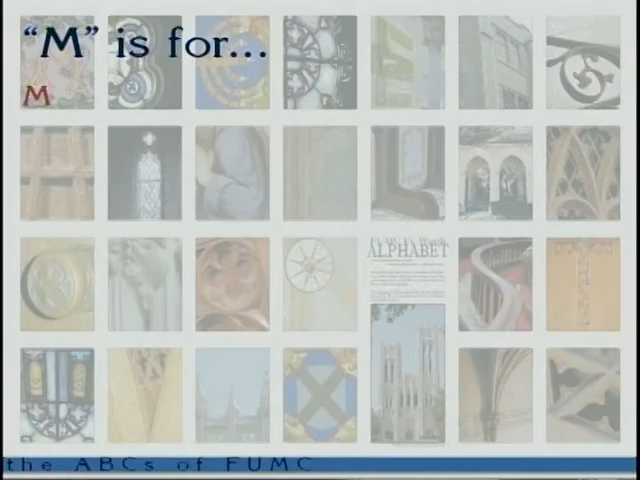 “M” is for...
M
ALPHABET
the ABCs of FUMC